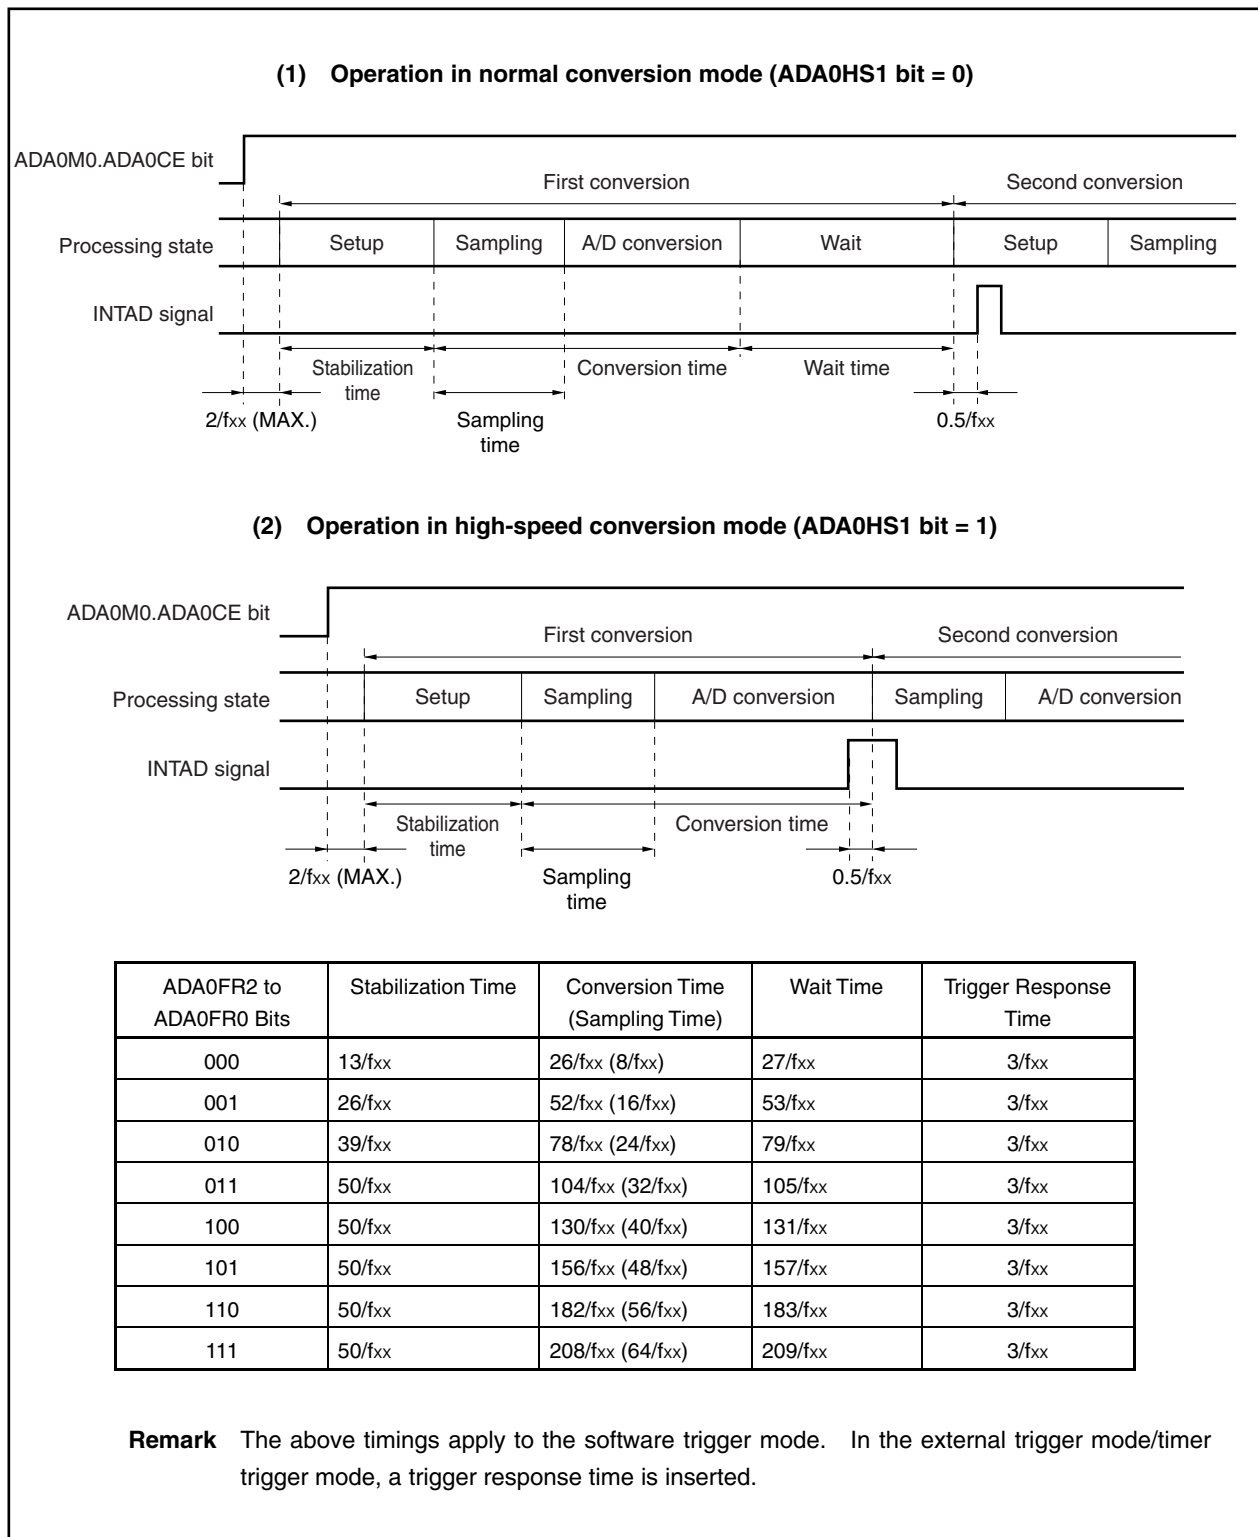 (1) Operation in normal conversion mode (ADA0HS1 bit = 0)
ADA0M0.ADA0CE bit
First conversion
Second conversion
Processing state
Setup
Sampling
A/D conversion
Wait
Setup
Sampling
INTAD signal
Stabilization
time
Conversion time
Wait time
2/fxx (MAX.)
Sampling
time
0.5/fxx
(2) Operation in high-speed conversion mode (ADA0HS1 bit = 1)
ADA0M0.ADA0CE bit
First conversion
Second conversion
Processing state
Setup
Sampling
A/D conversion
Sampling
A/D conversion
INTAD signal
Stabilization
time
Conversion time
2/fxx (MAX.)
Sampling
time
0.5/fxx
ADA0FR2 to
ADA0FR0 Bits
Stabilization Time
Conversion Time
(Sampling Time)
Wait Time
Trigger Response
Time
000 13/fxx 26/fxx (8/fxx) 27/fxx 3/fxx
001 26/fxx 52/fxx (16/fxx) 53/fxx 3/fxx
010 39/fxx 78/fxx (24/fxx) 79/fxx 3/fxx
011 50/fxx 104/fxx (32/fxx) 105/fxx 3/fxx
100 50/fxx 130/fxx (40/fxx) 131/fxx 3/fxx
101 50/fxx 156/fxx (48/fxx) 157/fxx 3/fxx
110 50/fxx 182/fxx (56/fxx) 183/fxx 3/fxx
111 50/fxx 208/fxx (64/fxx) 209/fxx 3/fxx
Remark The above timings apply to the software trigger mode. In the external trigger mode/timer
trigger mode, a trigger response time is inserted.